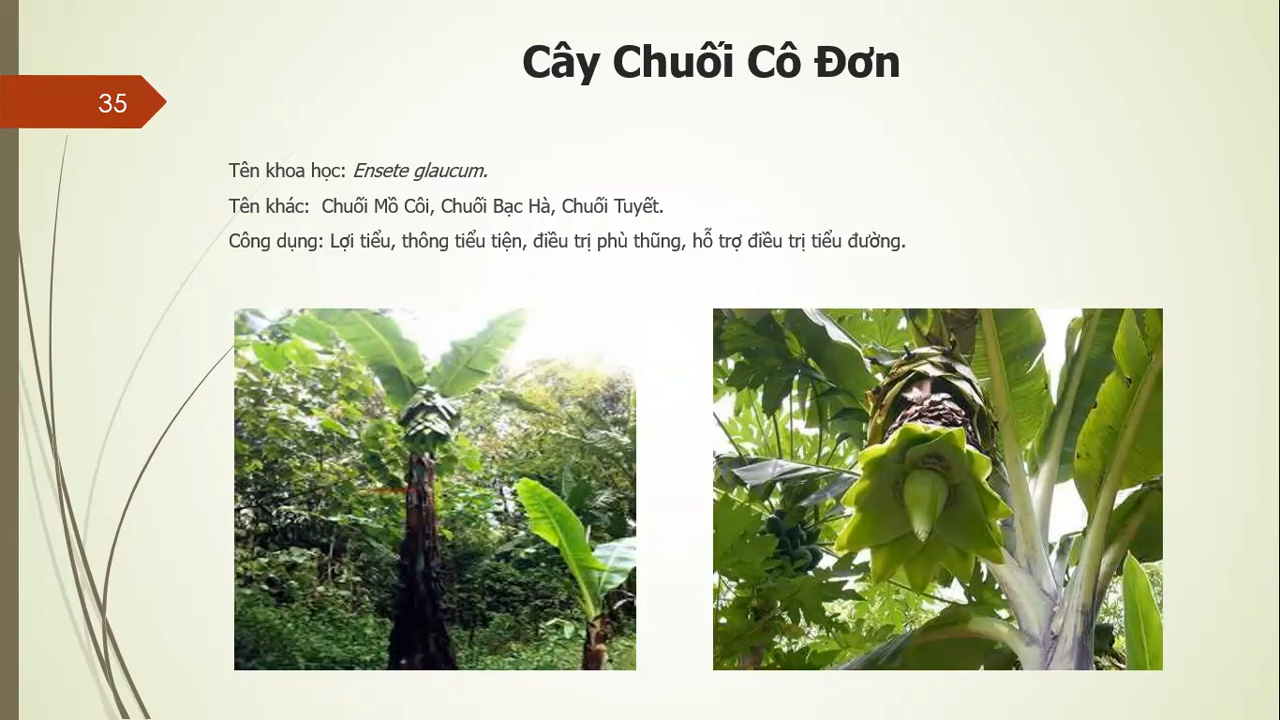 Cây Chuối Cô Đơn
35
Tên khoa học: Ensete glaucum.
Tên khác: Chuối Mồ Côi, Chuối Bạc Hà, Chuối Tuyết.
Công dụng: Lợi tiểu, thông tiểu tiện, điều trị phù thũng, hỗ trợ điều trị tiểu đường.